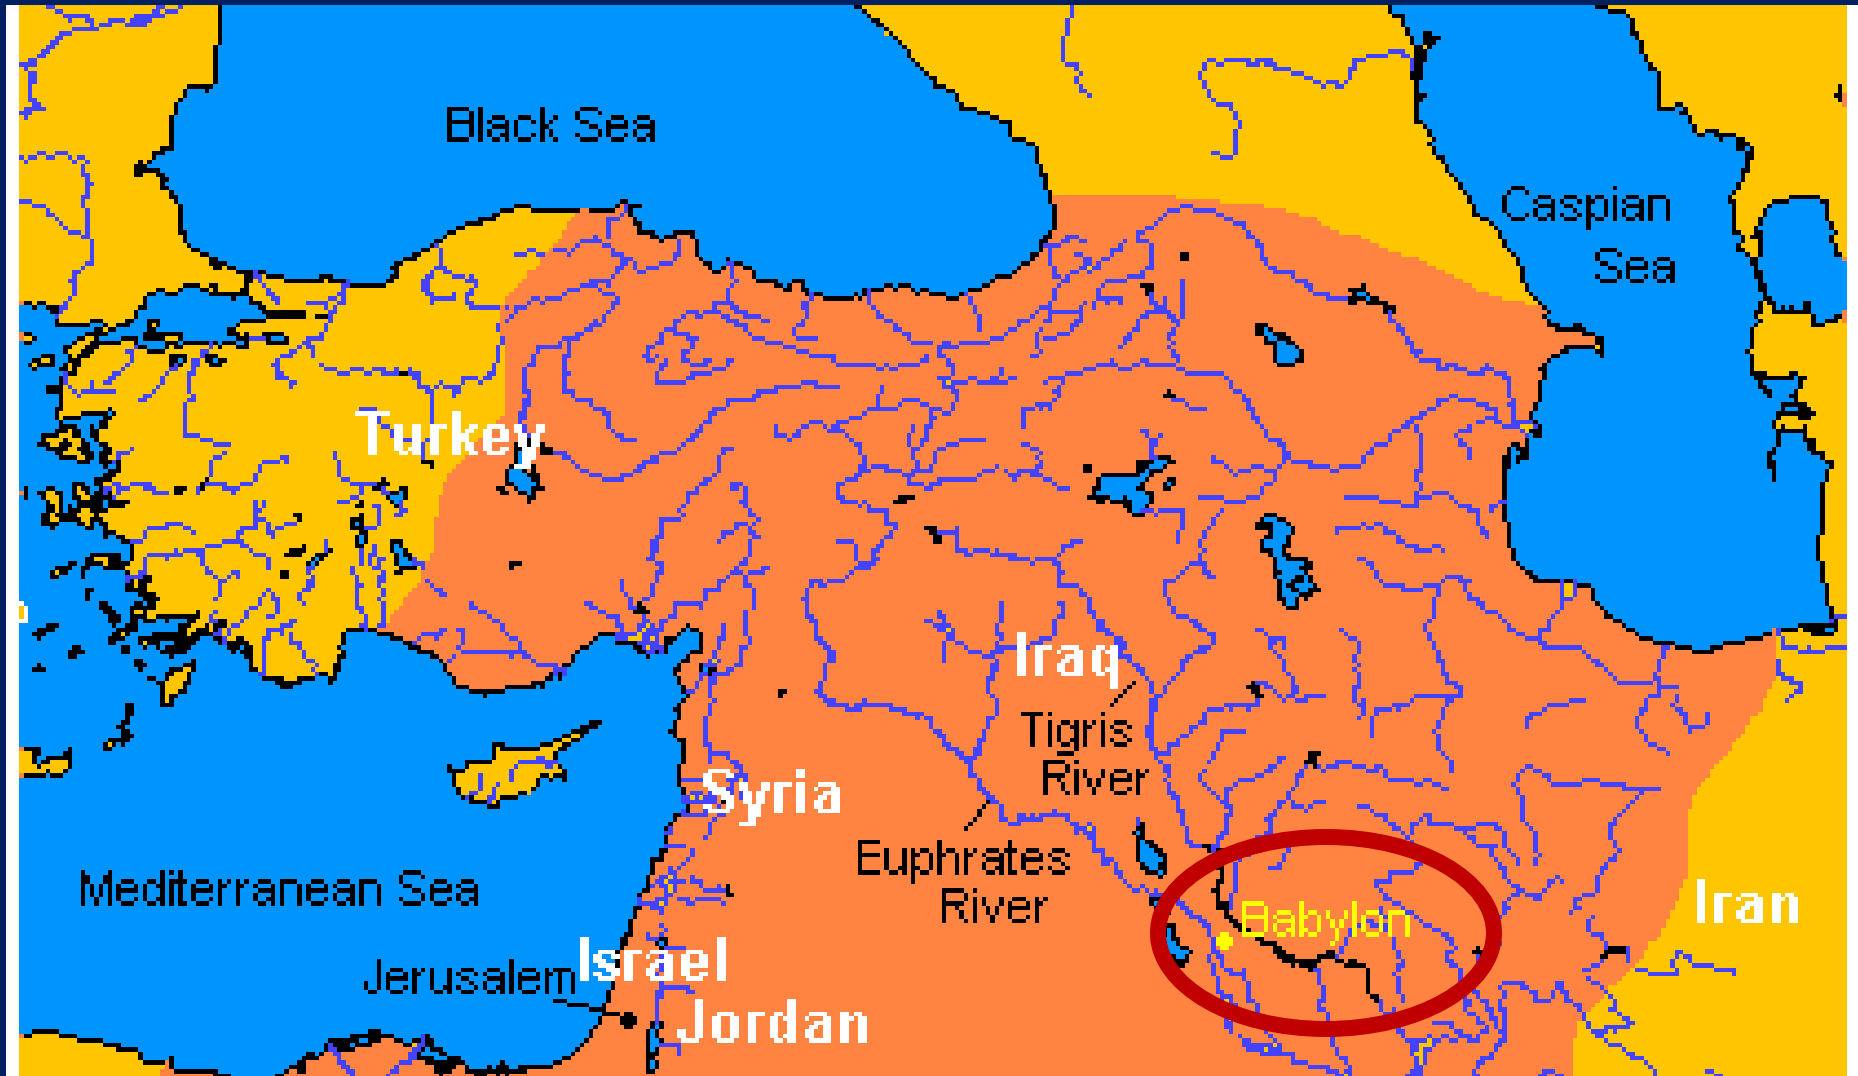 Black Sea
Caspian
Sea
Turkey
Iraq
Tigris
River
Syria
Euphrates
River
Mediterranean Sea
Babylon
Iran
Israel
Jerusalem
Jordan